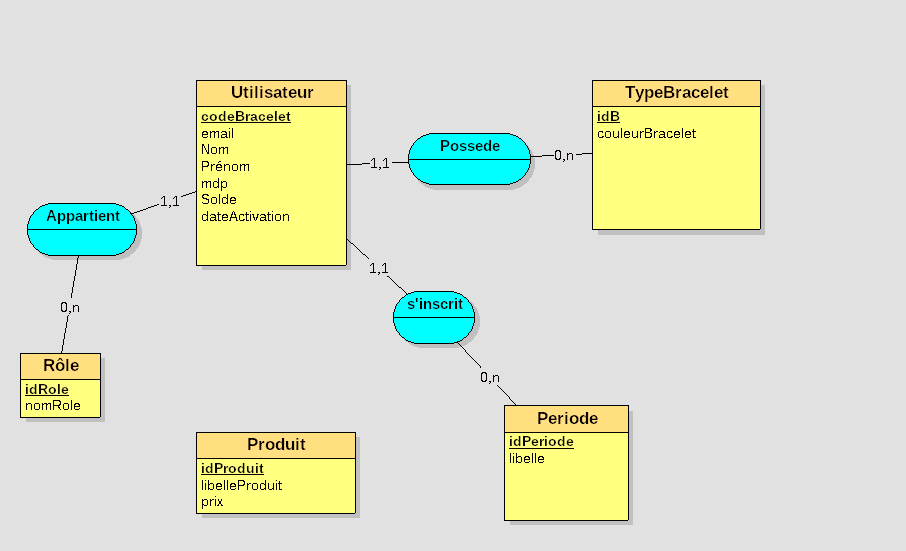 Utilisateur
codeBracelet
email
Nom
Prénom
mdp
Solde
dateActivation
1,1
Possede
0,n
TypeBracelet
idB
couleurBracelet
1,1
Appartient
0,n
Rôle
idRole
nomRole
1,1
s'inscrit
0,n
Periode
idPeriode
libelle
Produit
idProduit
libelleProduit
prix